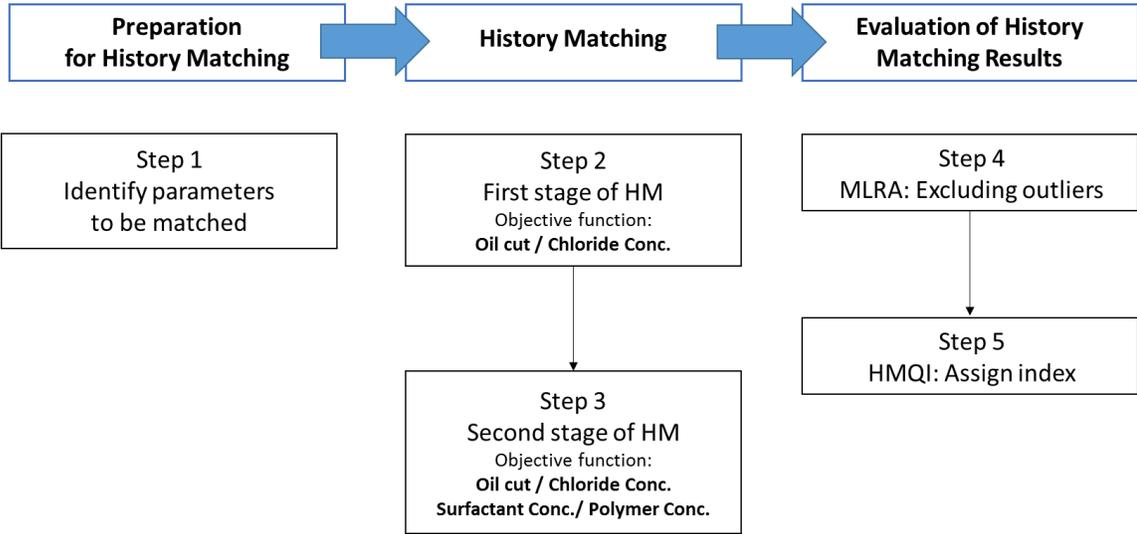 Preparation
for History Matching
History Matching
Evaluation of History
Matching Results
Step 1
Identify parameters
to be matched
Step 2
First stage of HM
Objective function:
Oil cut / Chloride Conc.
Step 3
Second stage of HM
Objective function:
Oil cut / Chloride Conc.
Surfactant Conc./ Polymer Conc.
Step 4
MLRA: Excluding outliers
Step 5
HMQI: Assign index